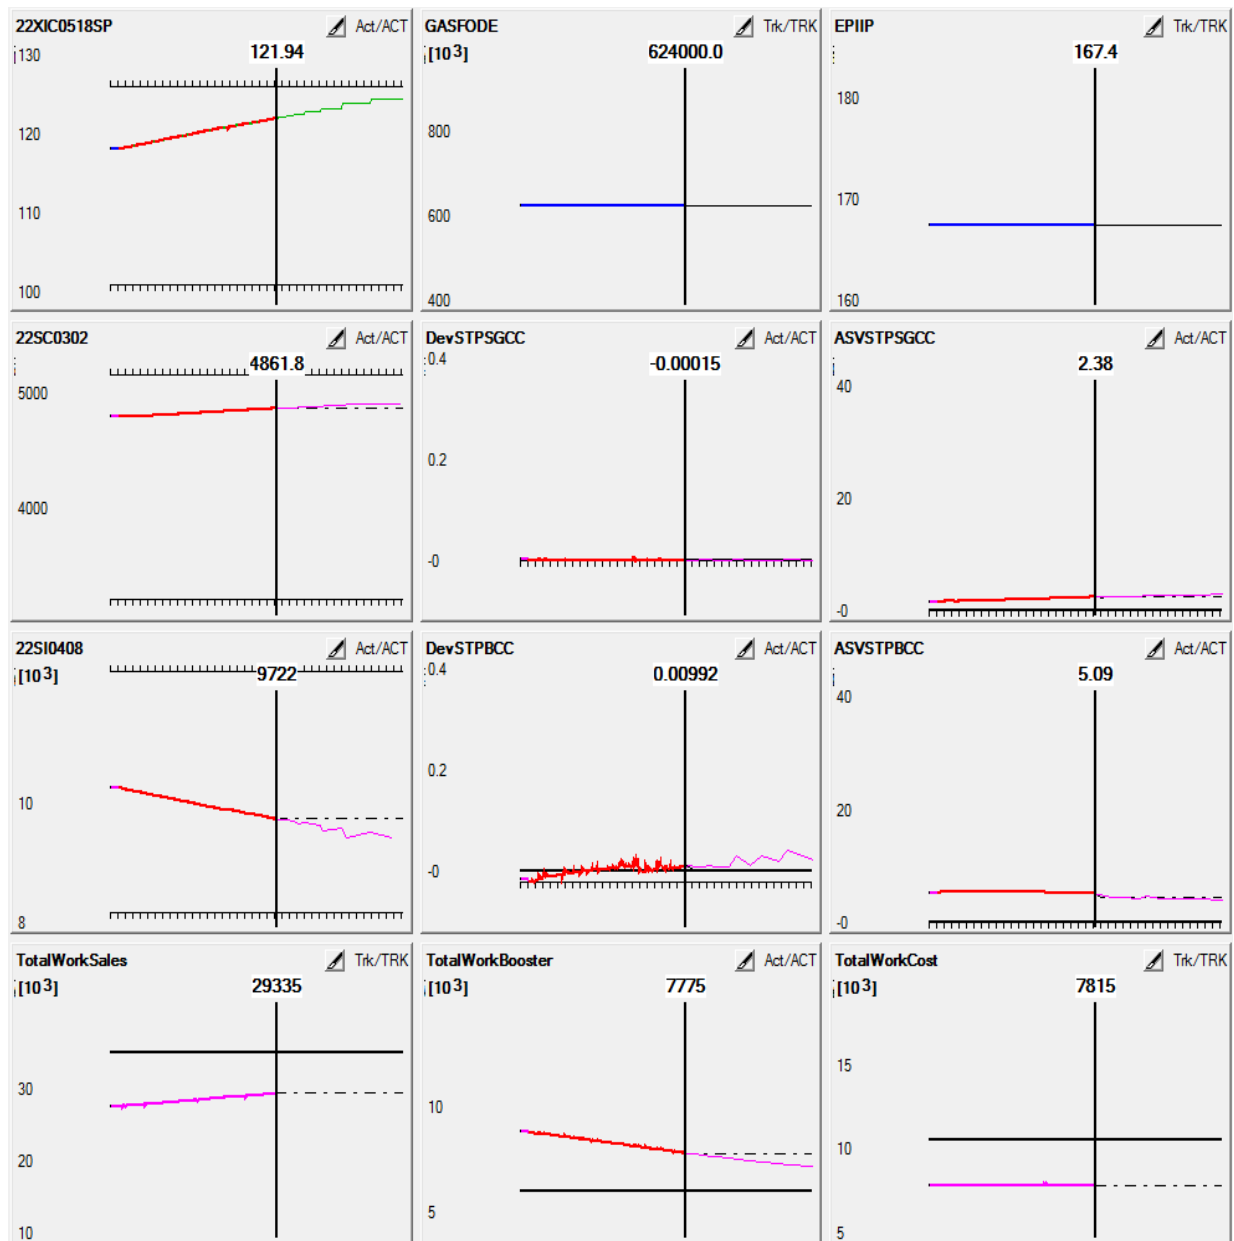 22XIC0518SP Act/ACT
121.94
130
120
110
100
GASFODE Trk/TRK
[10 3] 624000.0
800
600
400
EPIIP Trk/TRK
167.4
180
170
160
22SC0302 Act/ACT
4861.8
5000
4000
DevSTPSGCC Act/ACT
0.4 -0.00015
0.2
-0
ASVSTPSGCC Act/ACT
2.38
40
20
-0
22SI0408 Act/ACT
[10 3] 9722
10
8
DevSTPBCC Act/ACT
0.4 0.00992
0.2
-0
ASVSTPBCC Act/ACT
5.09
40
20
-0
TotalWorkSales Trk/TRK
[10 3] 29335
30
20
10
TotalWorkBooster Act/ACT
[10 3] 7775
10
5
TotalWorkCost Trk/TRK
[10 3] 7815
15
10
5